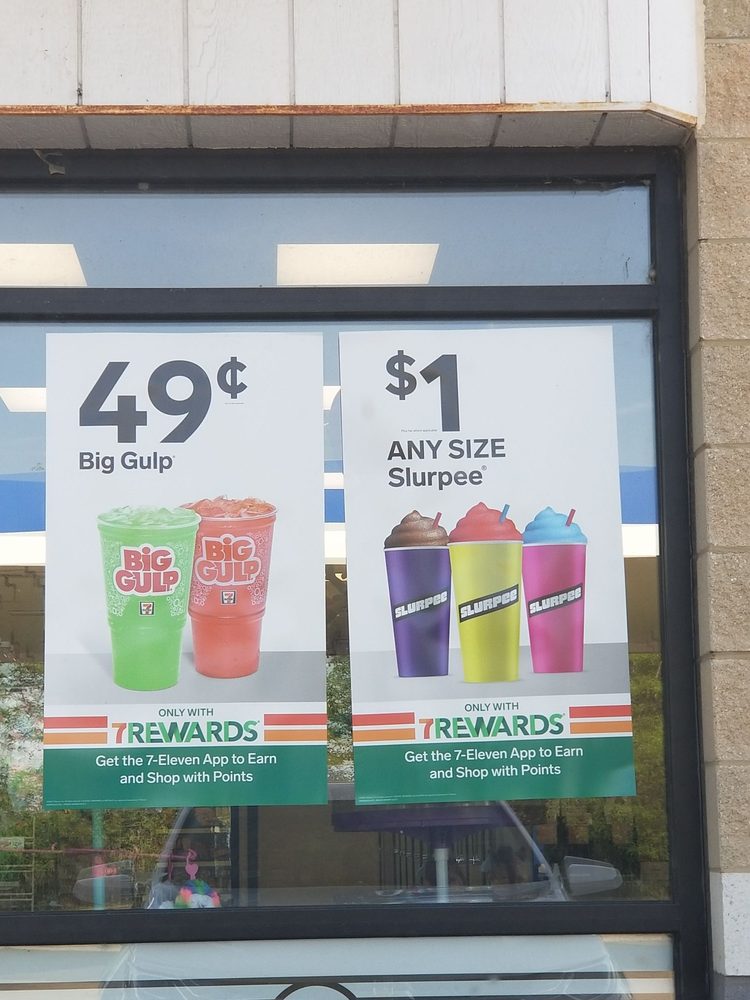 49¢
Big Gulp®
BiG
GULP
BiG
GULP
ONLY WITH
7REWARDS®
Get the 7-Eleven App to Earn
and Shop with Points
$1
ANY SIZE
Slurpee®
SLURPEE
SLURPEE
SLURPEE
ONLY WITH
7REWARDS®
Get the 7-Eleven App to Earn
and Shop with Points